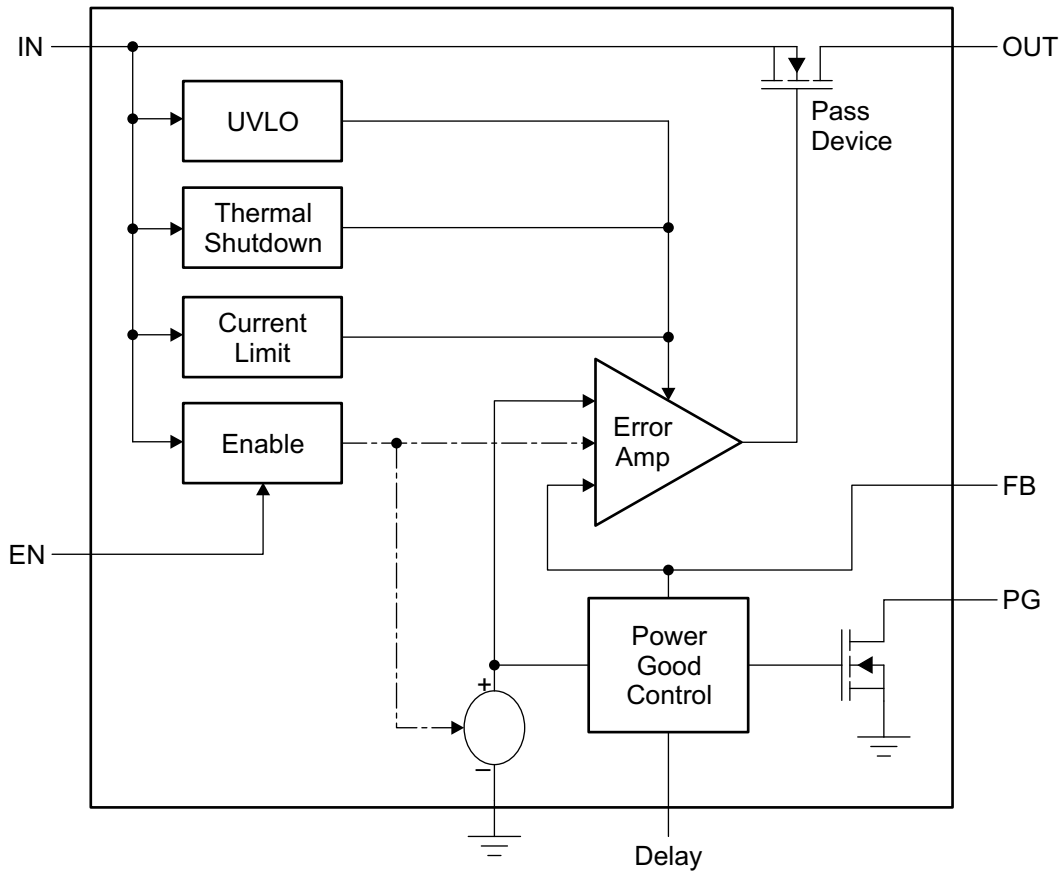 IN
OUT
UVLO
Pass
Device
Thermal
Shutdown
Current
Limit
Enable
Error
Amp
FB
EN
PG
Power
Good
Control
+
−
Delay